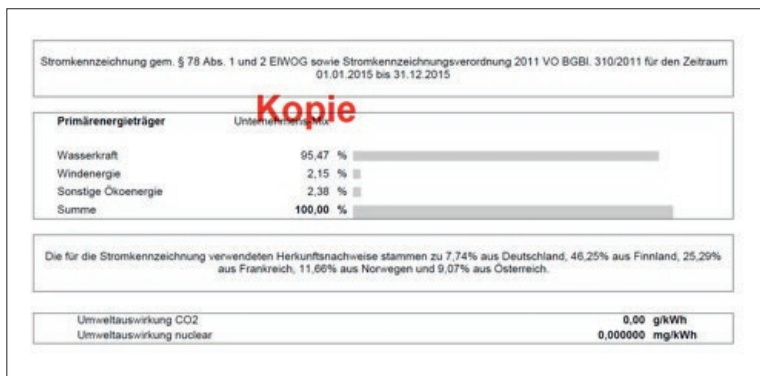 Stromkennzeichnung gem. § 78 Abs. 1 und 2 ElWOG sowie Stromkennzeichnungsverordnung 2011 VO BGBl. 310/2011 für den Zeitraum
01.01.2015 bis 31.12.2015
Kopie
Primärenergieträger Unternehmens-Mix
Wasserkraft 95,47 %
Windenergie 2,15 %
Sonstige Ökoenergie 2,38 %
Summe 100,00 %
Die für die Stromkennzeichnung verwendeten Herkunftsnachweise stammen zu 7,74% aus Deutschland, 46,25% aus Finnland, 25,29%
aus Frankreich, 11,66% aus Norwegen und 9,07% aus Österreich.
Umweltauswirkung CO2 0,00 g/kWh
Umweltauswirkung nuclear 0,000000 mg/kWh